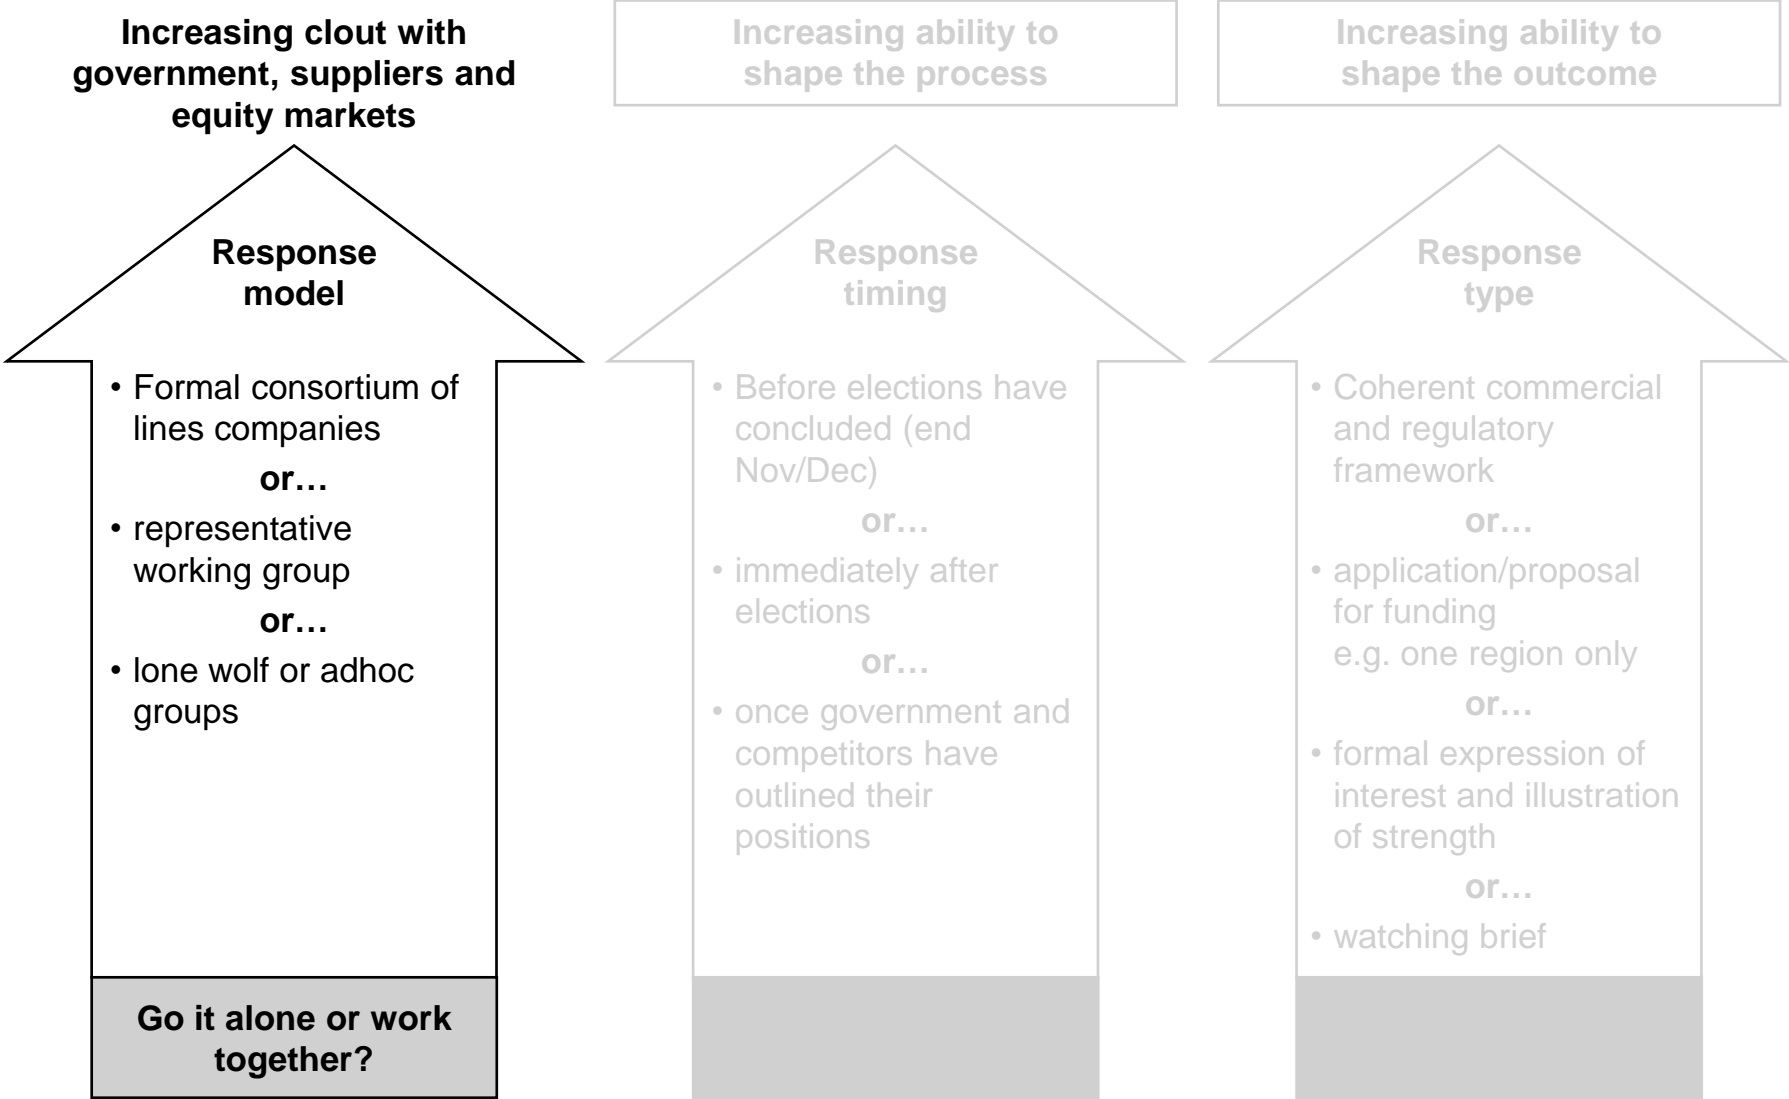 Increasing clout with
government, suppliers and
equity markets
Response
model
• Formal consortium of
lines companies
or…
• representative
working group
or…
• lone wolf or adhoc
groups
Go it alone or work
together?
Increasing ability to
shape the process
Response
timing
• Before elections have
concluded (end
Nov/Dec)
or…
• immediately after
elections
or…
• once government and
competitors have
outlined their
positions
Increasing ability to
shape the outcome
Response
type
• Coherent commercial
and regulatory
framework
or…
• application/proposal
for funding
e.g. one region only
or…
• formal expression of
interest and illustration
of strength
or…
• watching brief